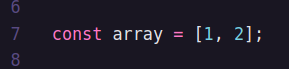 6
7 const array = [1, 2];
8